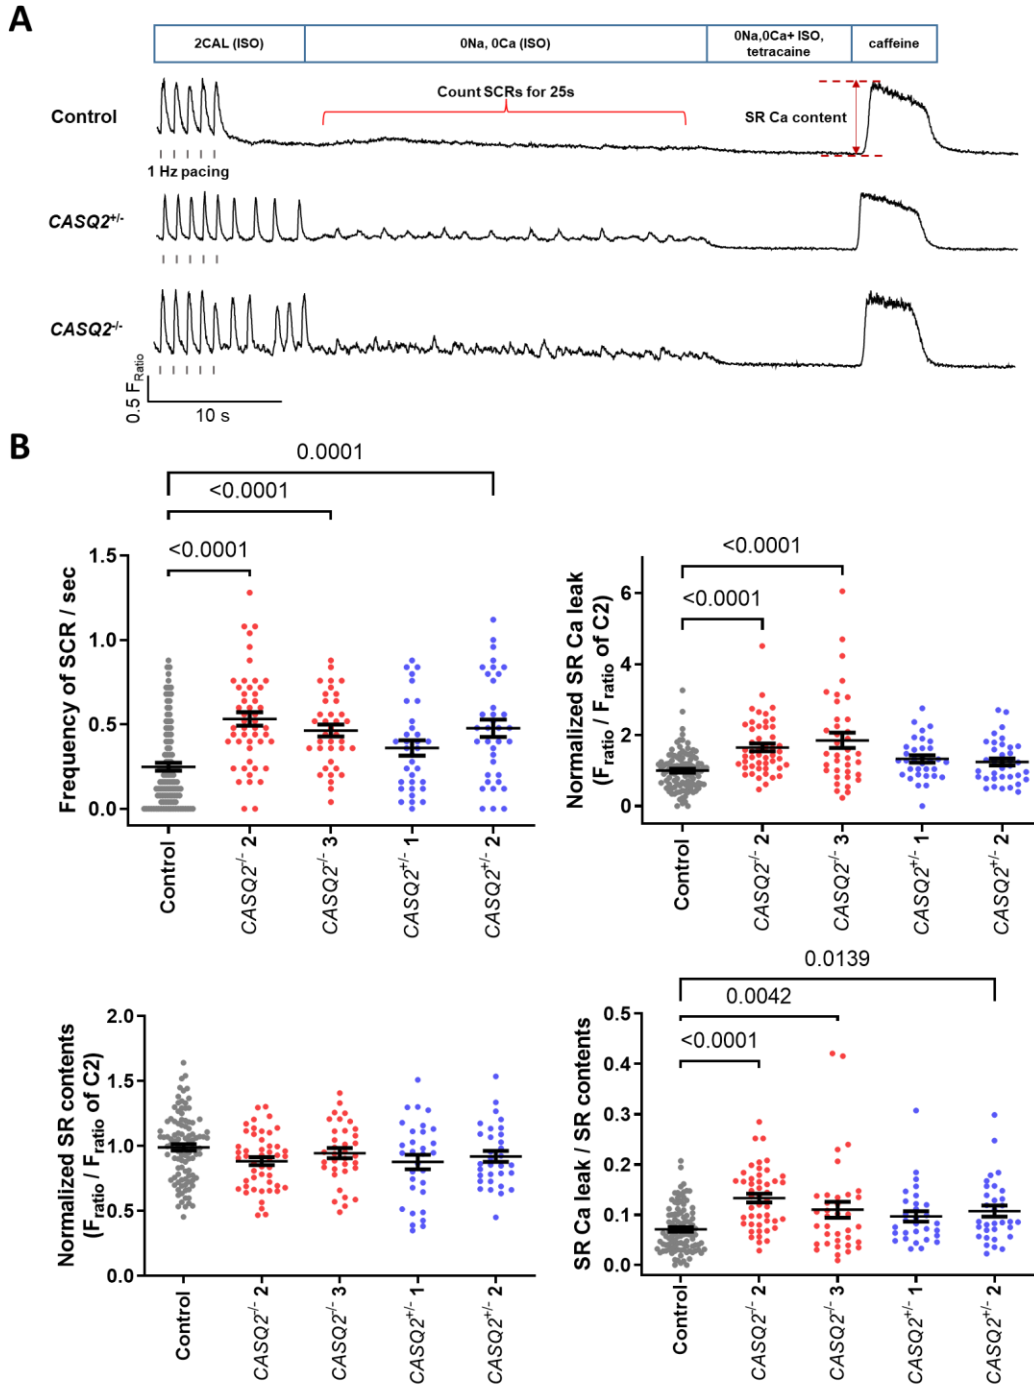 A
2CAL (ISO)
0Na, 0Ca (ISO)
0Na,0Ca+ ISO,
tetracaine
caffeine
Control
Count SCRs for 25s
SR Ca content
1 Hz pacing
CASQ2+/-
CASQ2-/-
0.5 FRatio
10 s
B
0.0001
<0.0001
<0.0001
1.5
1.0
0.5
0.0
Frequency of SCR / sec
Control
CASQ2-/- 2
CASQ2-/- 3
CASQ2+/- 1
CASQ2+/- 2
<0.0001
<0.0001
6
4
2
0
Normalized SR Ca leak
(Fratio / Fratio of C2)
Control
CASQ2-/- 2
CASQ2-/- 3
CASQ2+/- 1
CASQ2+/- 2
2.0
1.5
1.0
0.5
0.0
Normalized SR contents
(Fratio / Fratio of C2)
Control
CASQ2-/- 2
CASQ2-/- 3
CASQ2+/- 1
CASQ2+/- 2
0.0139
0.0042
<0.0001
0.5
0.4
0.3
0.2
0.1
0.0
SR Ca leak / SR contents
Control
CASQ2-/- 2
CASQ2-/- 3
CASQ2+/- 1
CASQ2+/- 2